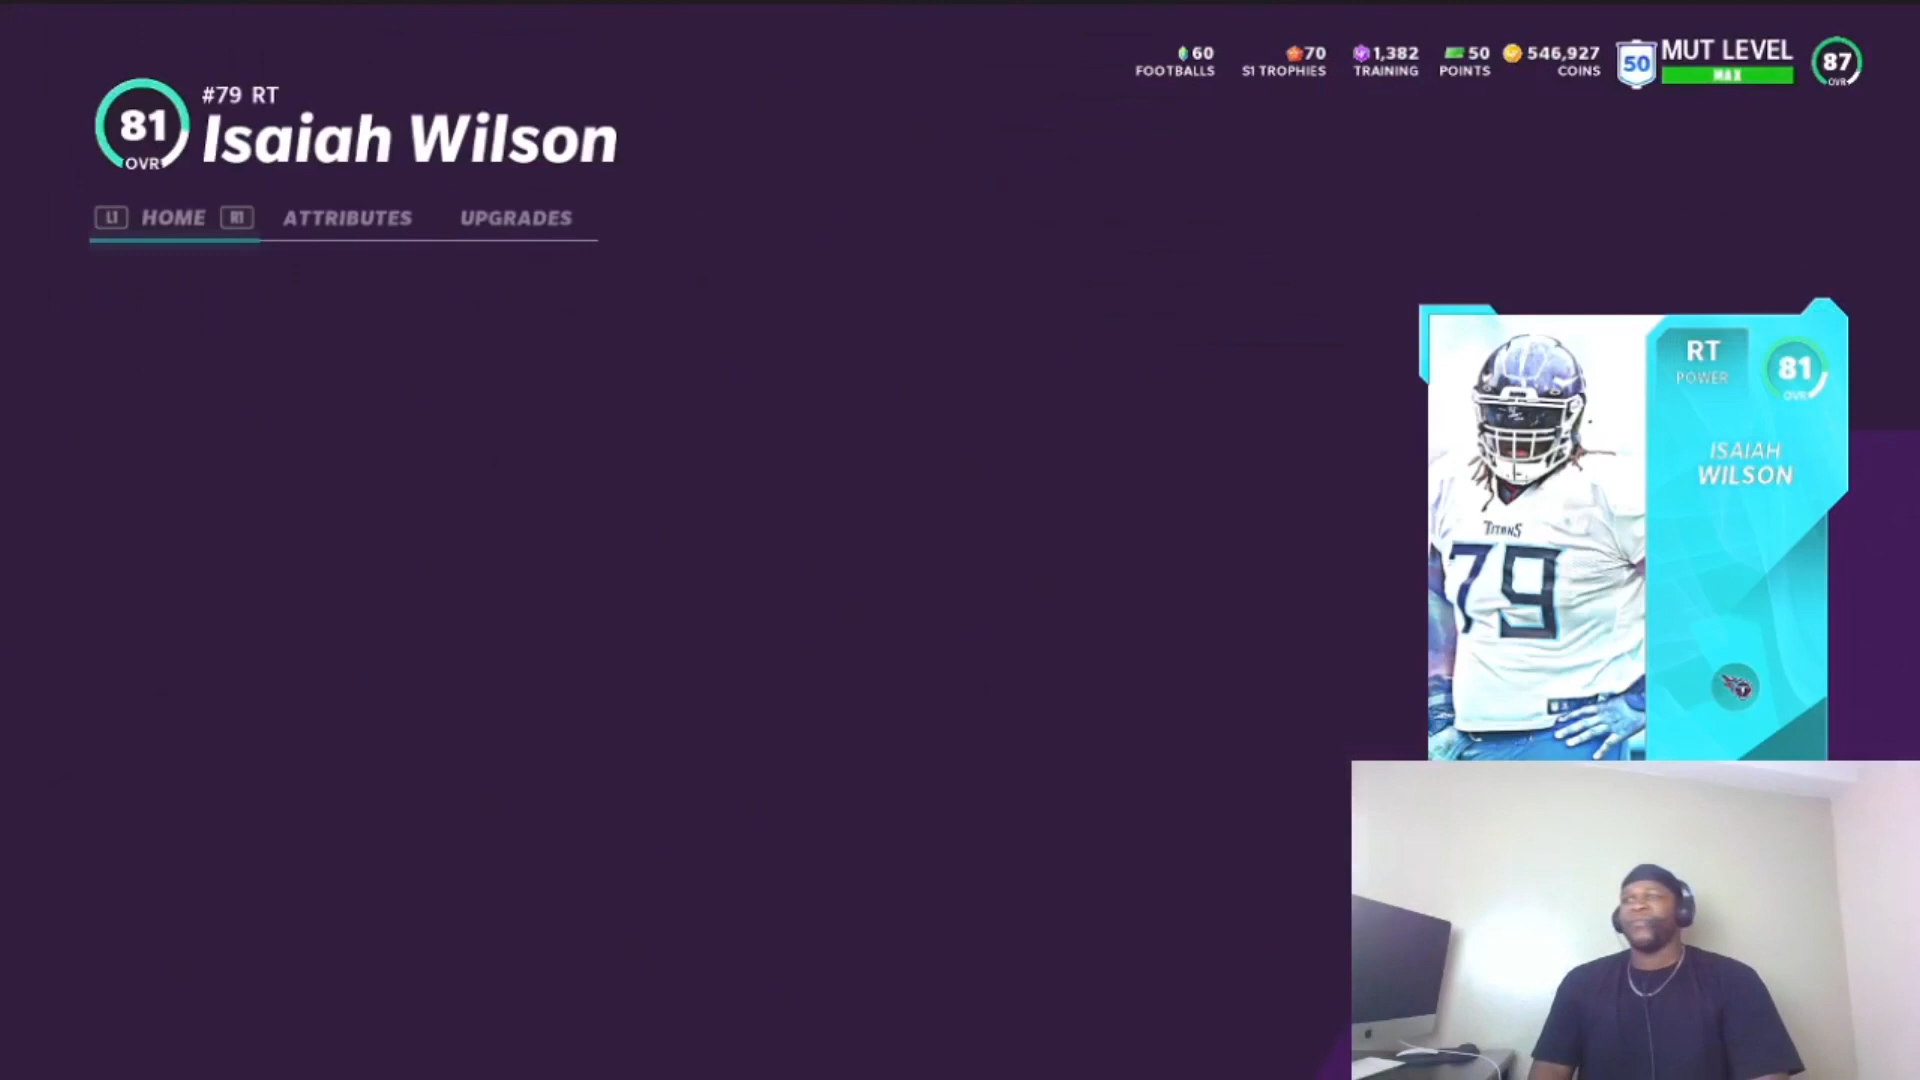 60 70 1,382 50 546,927 50 MUT LEVEL 87
FOOTBALLS S1 TROPHIES TRAINING POINTS COINS MAX OVR
#79 RT
81 Isaiah Wilson
OVR
L1 HOME R1 ATTRIBUTES UPGRADES
RT 81
POWER OVR
ISAIAH
WILSON
TITANS
79